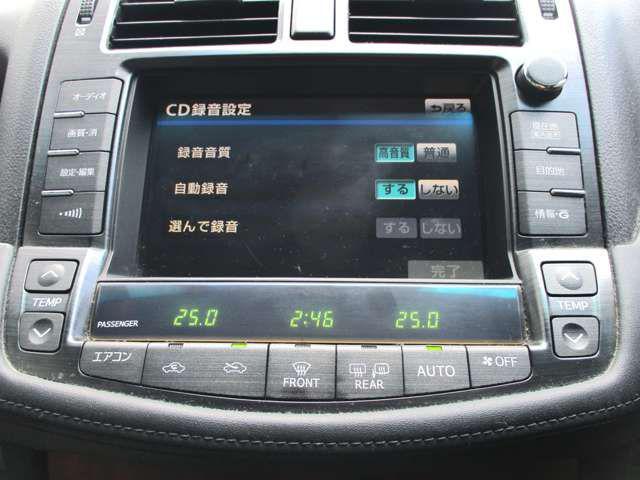 オーディオ
画質・消
設定・編集
CD録音設定
戻る
録音音質 高音質 普通
自動録音 する しない
選んで録音 する しない
完了
現在地
目的地
情報・G
TEMP
PASSENGER 25.0 2:46 25.0
TEMP
エアコン
FRONT
REAR
AUTO
OFF